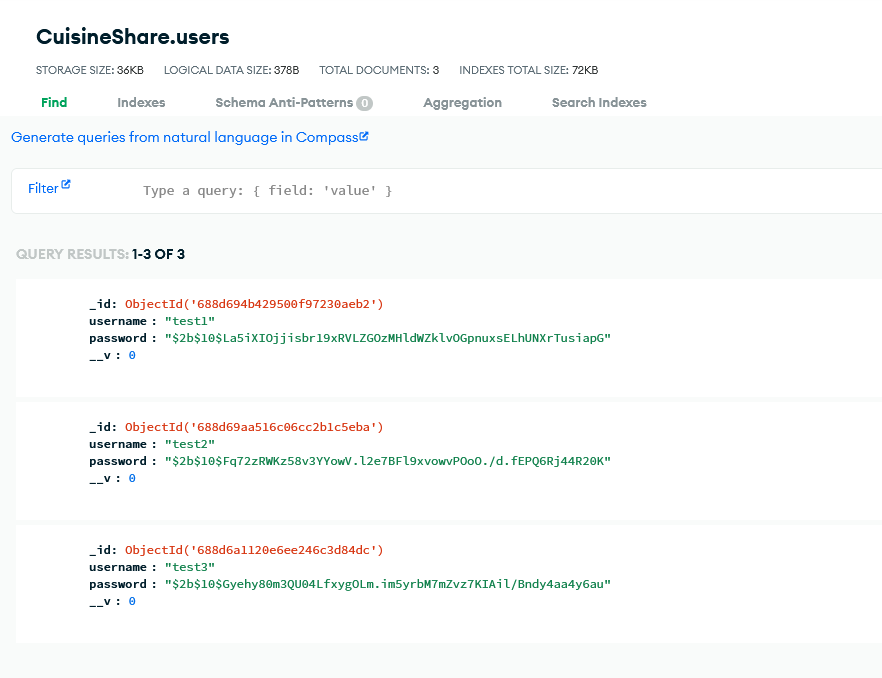 CuisineShare.users
STORAGE SIZE: 36KB LOGICAL DATA SIZE: 378B TOTAL DOCUMENTS: 3 INDEXES TOTAL SIZE: 72KB
Find Indexes Schema Anti-Patterns 0 Aggregation Search Indexes
Generate queries from natural language in Compass
Filter Type a query: { field: 'value' }
QUERY RESULTS: 1-3 OF 3
_id: ObjectId('688d694b429500f97230aeb2')
username : "test1"
password : "$2b$10$La5iXIOjjisbr19xRVLZGOzMHldWZklvOGpnuxsELhUNXrTusiapG"
__v : 0
_id: ObjectId('688d69aa516c06cc2b1c5eba')
username : "test2"
password : "$2b$10$Fq72zRWKz58v3YYowV.l2e7BFl9xvowvPOoO./d.fEPQ6Rj44R20K"
__v : 0
_id: ObjectId('688d6a1120e6ee246c3d84dc')
username : "test3"
password : "$2b$10$Gyehy80m3QU04LfxygOLm.im5yrbM7mZvz7KIAil/Bndy4aa4y6au"
__v : 0